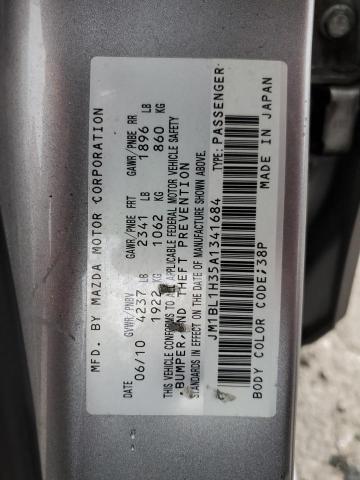 MFD. BY MAZDA MOTOR CORPORATION
DATE GVWR/PNBV GAWR/PNBE FRT GAWR/PNBE RR
06/10 4237 LB 2341 LB 1896 LB
1922 KG 1062 KG 860 KG
THIS VEHICLE CONFORMS TO ALL APPLICABLE FEDERAL MOTOR VEHICLE SAFETY
, BUMPER, AND THEFT PREVENTION
STANDARDS IN EFFECT ON THE DATE OF MANUFACTURE SHOWN ABOVE.
JM1BL1H35A1341684 TYPE: PASSENGER
MADE IN JAPAN
BODY COLOR CODE;38P